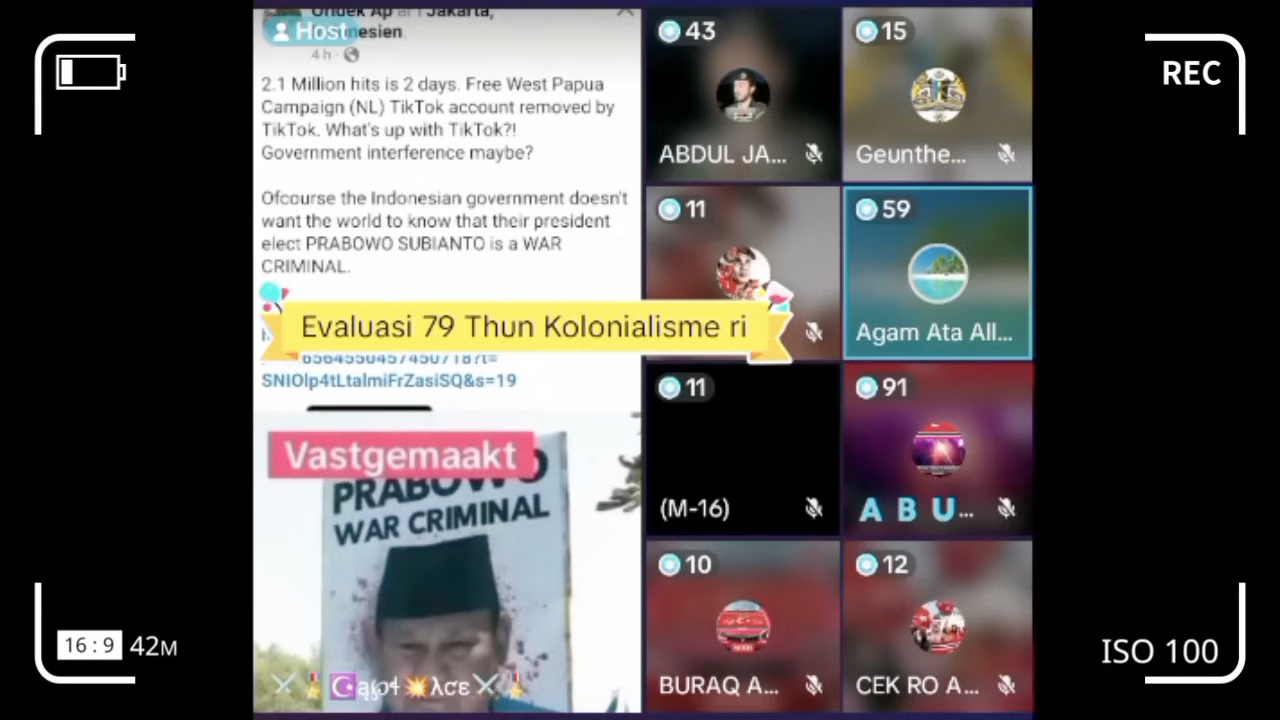 Host
Jakarta,
nesien
4 h
2.1 Million hits is 2 days. Free West Papua
Campaign (NL) TikTok account removed by
TikTok. What's up with TikTok?!
Government interference maybe?
Ofcourse the Indonesian government doesn't
want the world to know that their president
elect PRABOWO SUBIANTO is a WAR
CRIMINAL.
Evaluasi 79 Thun Kolonialisme ri
6564550457450718?t=
SNIOlp4tLtalmiFrZasiSQ&s=19
Vastgemaakt
PRABOWO
WAR CRIMINAL
43
ABDUL JA...
15
Geunthe...
11
59
Agam Ata All...
11
(M-16)
91
A B U...
10
BURAQ A...
12
CEK RO A...
REC
16:9 42M
ISO 100